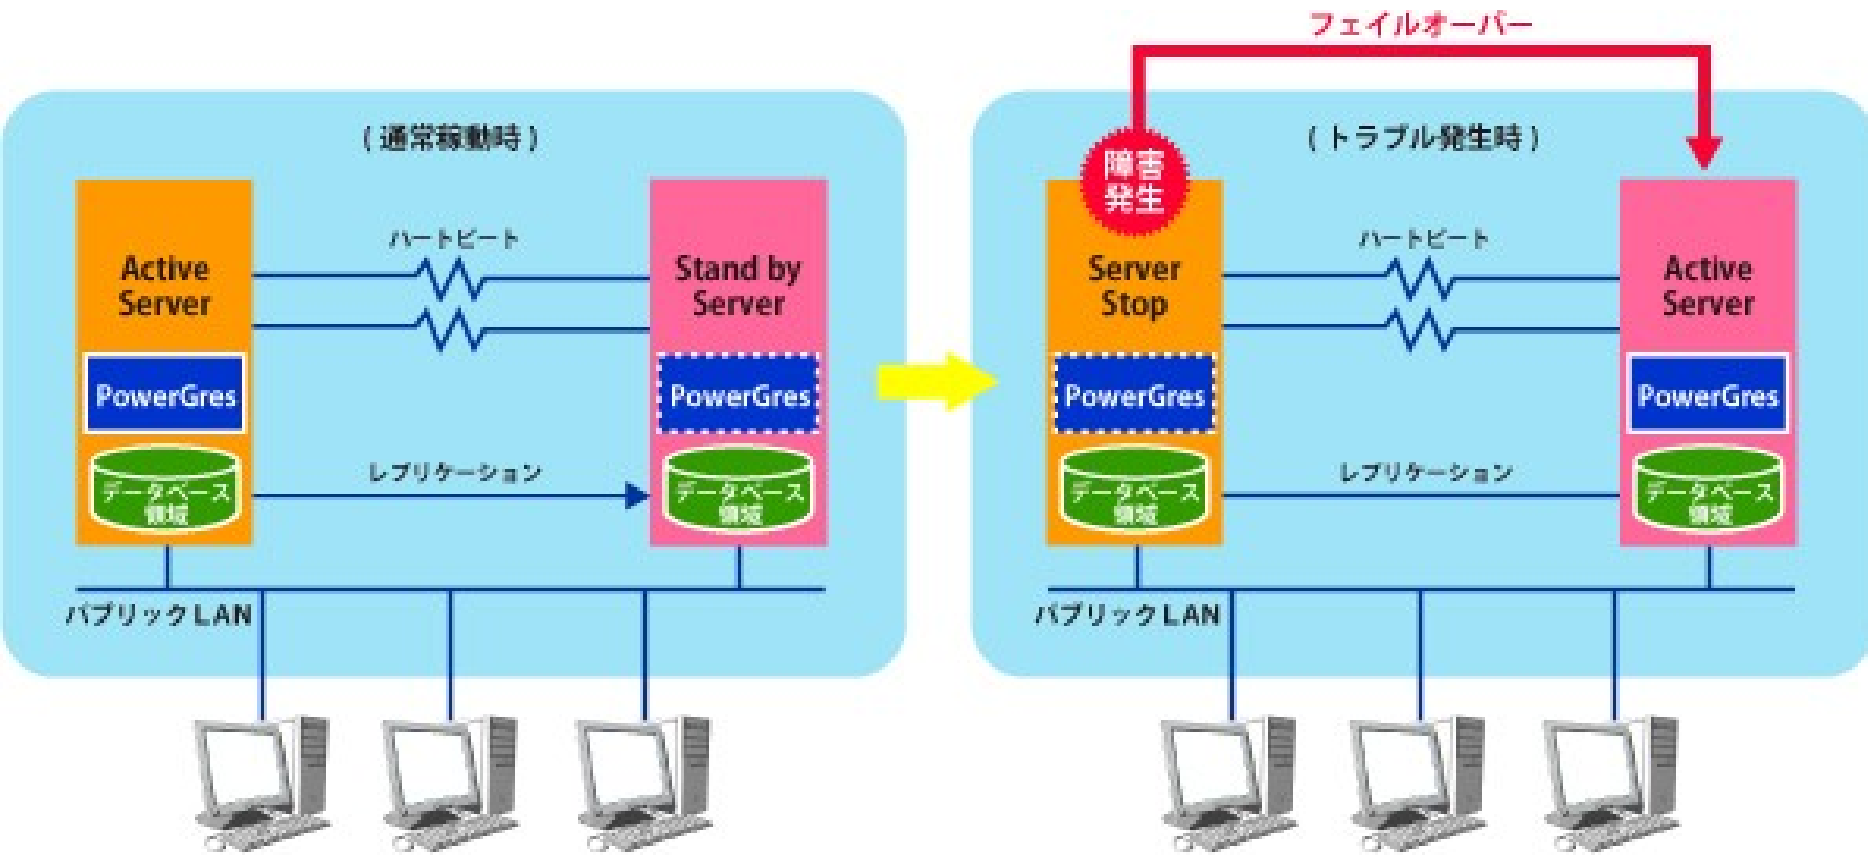 (通常稼動時)
Active
Server
ハートビート
Stand by
Server
PowerGres
PowerGres
データベース
領域
レプリケーション
データベース
領域
パブリックLAN
フェイルオーバー
(トラブル発生時)
障害
発生
Server
Stop
ハートビート
Active
Server
PowerGres
PowerGres
データベース
領域
レプリケーション
データベース
領域
パブリックLAN